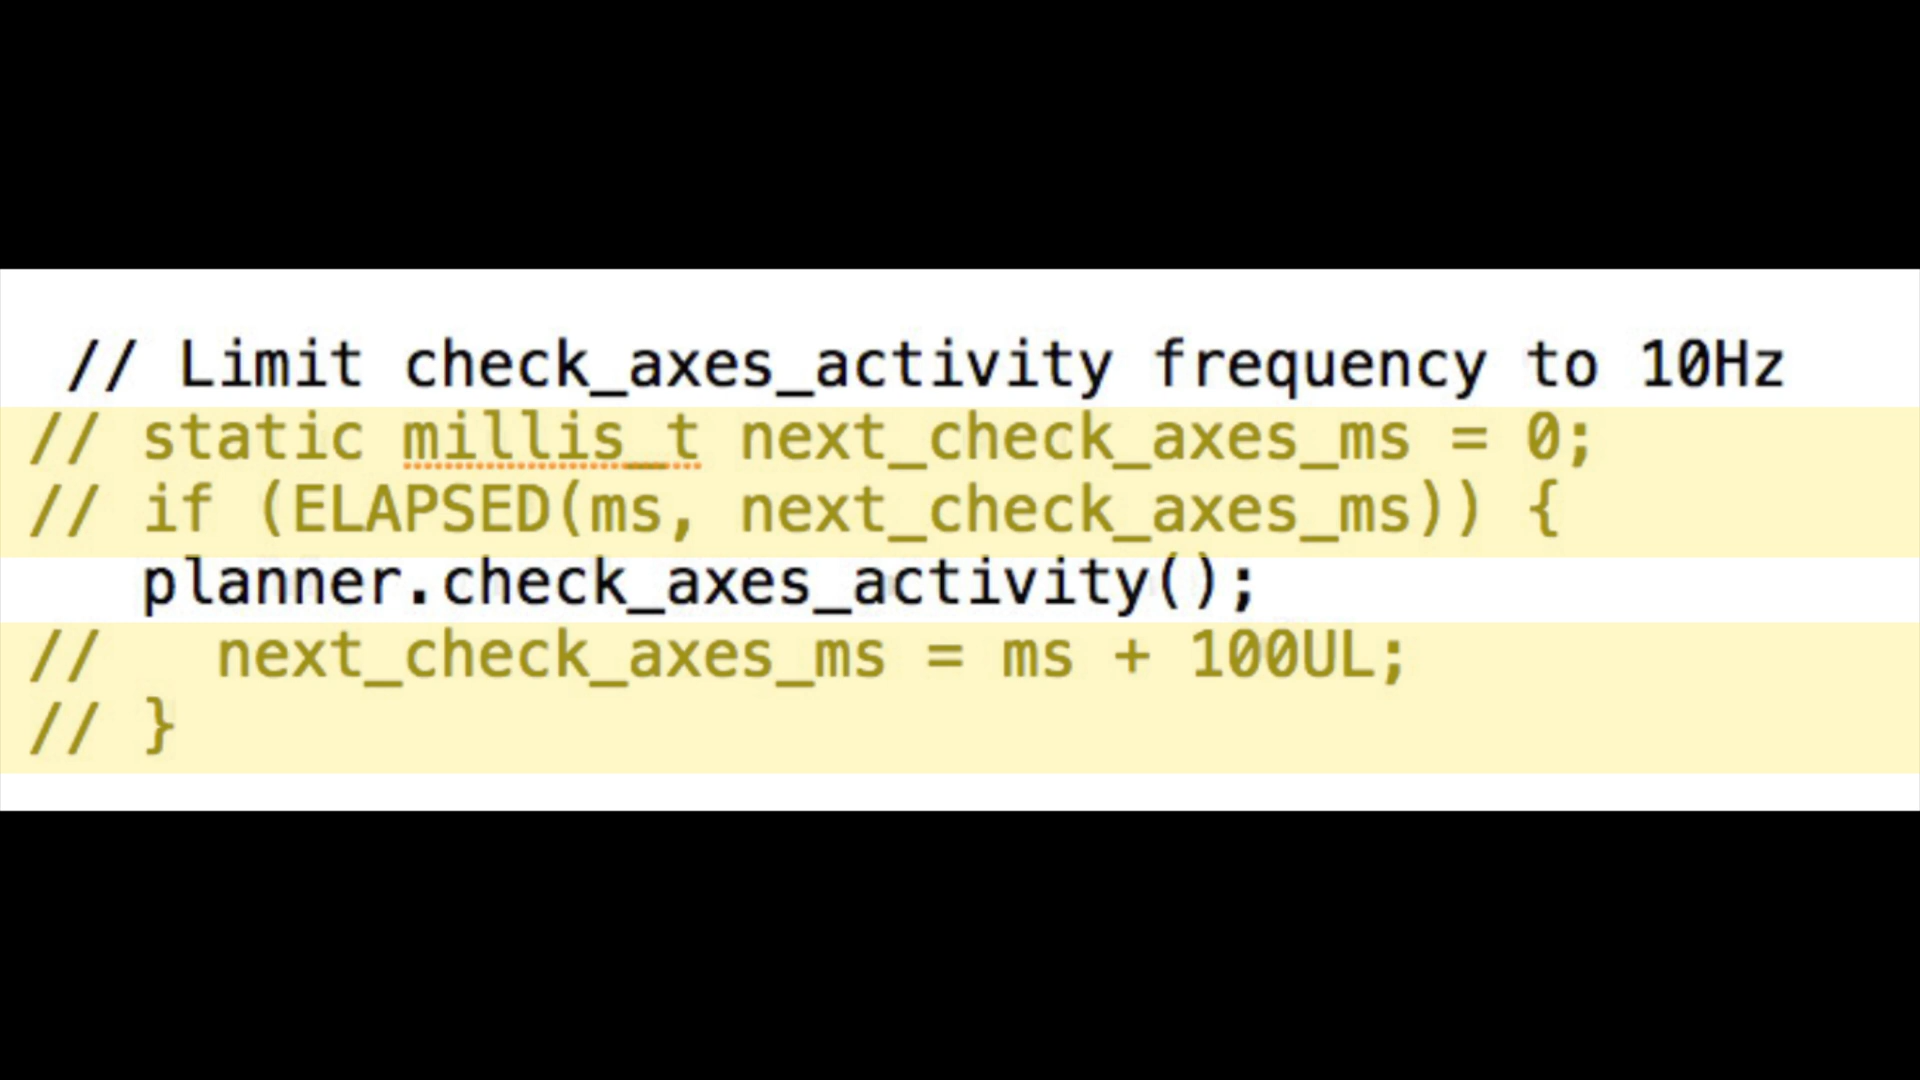 // Limit check_axes_activity frequency to 10Hz
// static millis_t next_check_axes_ms = 0;
// if (ELAPSED(ms, next_check_axes_ms)) {
planner.check_axes_activity();
//   next_check_axes_ms = ms + 100UL;
// }